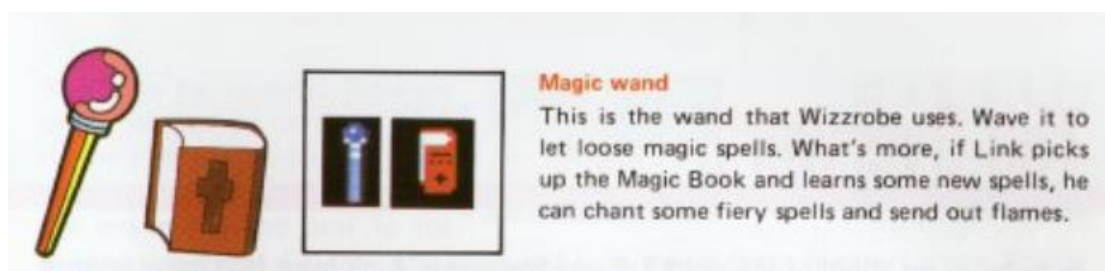 Magic wand
This is the wand that Wizzrobe uses. Wave it to
let loose magic spells. What's more, if Link picks
up the Magic Book and learns some new spells, he
can chant some fiery spells and send out flames.